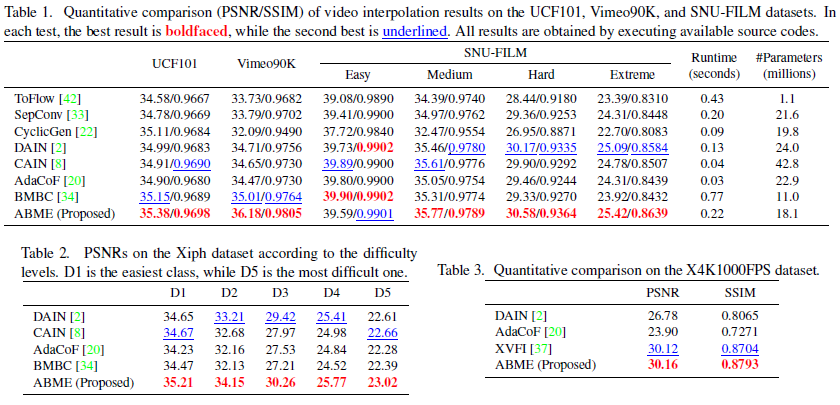 Table 1. Quantitative comparison (PSNR/SSIM) of video interpolation results on the UCF101, Vimeo90K, and SNU-FILM datasets. In
each test, the best result is boldfaced, while the second best is underlined. All results are obtained by executing available source codes.
UCF101 Vimeo90K SNU-FILM Runtime #Parameters
Easy Medium Hard Extreme (seconds) (millions)
ToFlow [42] 34.58/0.9667 33.73/0.9682 39.08/0.9890 34.39/0.9740 28.44/0.9180 23.39/0.8310 0.43 1.1
SepConv [33] 34.78/0.9669 33.79/0.9702 39.41/0.9900 34.97/0.9762 29.36/0.9253 24.31/0.8448 0.20 21.6
CyclicGen [22] 35.11/0.9684 32.09/0.9490 37.72/0.9840 32.47/0.9554 26.95/0.8871 22.70/0.8083 0.09 19.8
DAIN [2] 34.99/0.9683 34.71/0.9756 39.73/0.9902 35.46/0.9780 30.17/0.9335 25.09/0.8584 0.13 24.0
CAIN [8] 34.91/0.9690 34.65/0.9730 39.89/0.9900 35.61/0.9776 29.90/0.9292 24.78/0.8507 0.04 42.8
AdaCoF [20] 34.90/0.9680 34.47/0.9730 39.80/0.9900 35.05/0.9754 29.46/0.9244 24.31/0.8439 0.03 22.9
BMBC [34] 35.15/0.9689 35.01/0.9764 39.90/0.9902 35.31/0.9774 29.33/0.9270 23.92/0.8432 0.77 11.0
ABME (Proposed) 35.38/0.9698 36.18/0.9805 39.59/0.9901 35.77/0.9789 30.58/0.9364 25.42/0.8639 0.22 18.1
Table 2. PSNRs on the Xiph dataset according to the difficulty
levels. D1 is the easiest class, while D5 is the most difficult one.
D1 D2 D3 D4 D5
DAIN [2] 34.65 33.21 29.42 25.41 22.61
CAIN [8] 34.67 32.68 27.97 24.98 22.66
AdaCoF [20] 34.23 32.16 27.53 24.84 22.28
BMBC [34] 34.47 32.13 27.21 24.52 22.39
ABME (Proposed) 35.21 34.15 30.26 25.77 23.02
Table 3. Quantitative comparison on the X4K1000FPS dataset.
PSNR SSIM
DAIN [2] 26.78 0.8065
AdaCoF [20] 23.90 0.7271
XVFI [37] 30.12 0.8704
ABME (Proposed) 30.16 0.8793